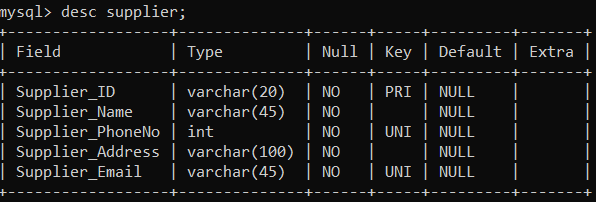 mysql> desc supplier;
+------------------+--------------+------+-----+---------+-------+
| Field            | Type         | Null | Key | Default | Extra |
+------------------+--------------+------+-----+---------+-------+
| Supplier_ID      | varchar(20)  | NO   | PRI | NULL    |       |
| Supplier_Name    | varchar(45)  | NO   |     | NULL    |       |
| Supplier_PhoneNo | int          | NO   | UNI | NULL    |       |
| Supplier_Address | varchar(100) | NO   |     | NULL    |       |
| Supplier_Email   | varchar(45)  | NO   | UNI | NULL    |       |
+------------------+--------------+------+-----+---------+-------+